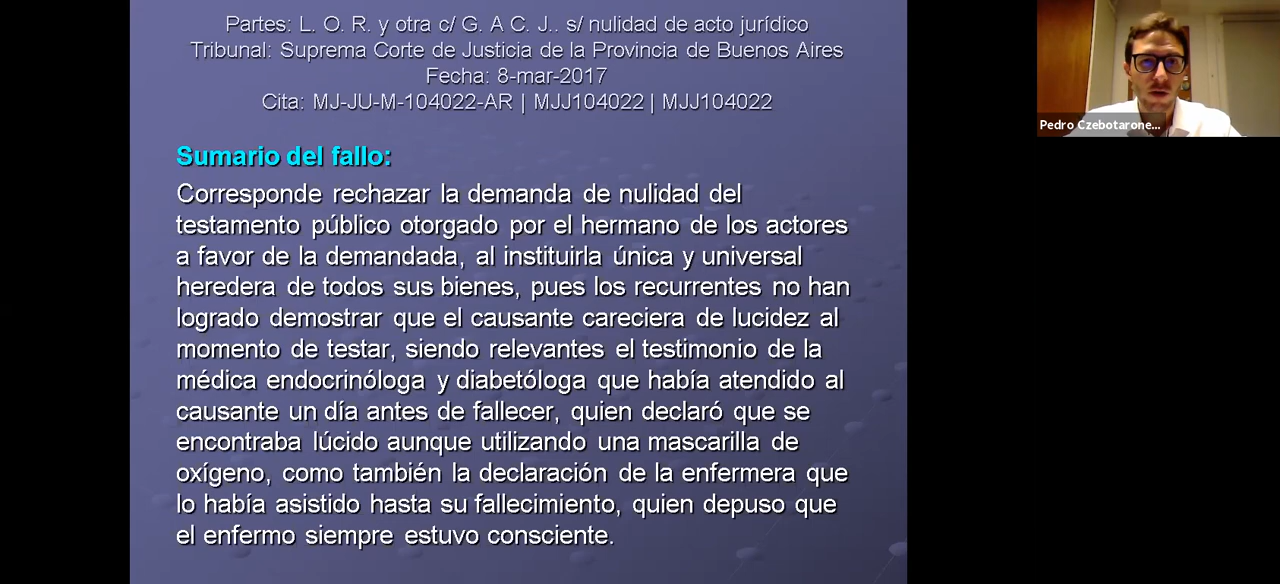 Partes: L. O. R. y otra c/ G. A C. J.. s/ nulidad de acto jurídico
Tribunal: Suprema Corte de Justicia de la Provincia de Buenos Aires
Fecha: 8-mar-2017
Cita: MJ-JU-M-104022-AR | MJJ104022 | MJJ104022
Sumario del fallo:
Corresponde rechazar la demanda de nulidad del
testamento público otorgado por el hermano de los actores
a favor de la demandada, al instituirla única y universal
heredera de todos sus bienes, pues los recurrentes no han
logrado demostrar que el causante careciera de lucidez al
momento de testar, siendo relevantes el testimonio de la
médica endocrinóloga y diabetóloga que había atendido al
causante un día antes de fallecer, quien declaró que se
encontraba lúcido aunque utilizando una mascarilla de
oxígeno, como también la declaración de la enfermera que
lo había asistido hasta su fallecimiento, quien depuso que
el enfermo siempre estuvo consciente.
Pedro Czebotarone...